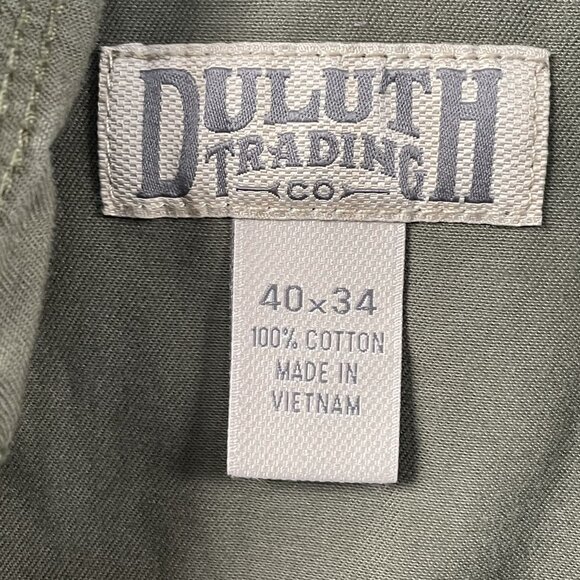 DULUTH
TRADING
CO
40x34
100% COTTON
MADE IN
VIETNAM